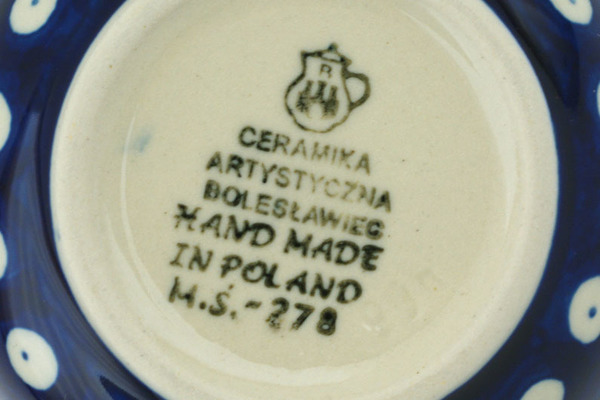 R
CERAMIKA
ARTYSTYCZNA
BOLESŁAWIEC
HAND MADE
IN POLAND
M.S.-278